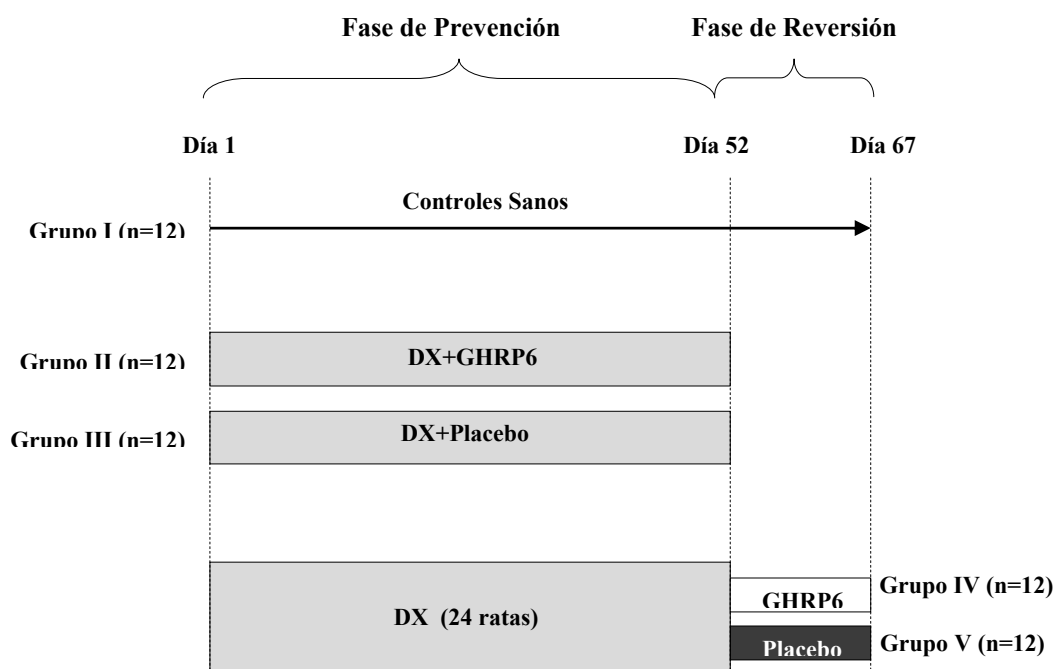 Fase de Prevención
Fase de Reversión
Día 1
Día 52
Día 67
Controles Sanos
Grupo I (n=12)
DX+GHRP6
Grupo II (n=12)
DX+Placebo
Grupo III (n=12)
Grupo IV (n=12)
GHRP6
DX (24 ratas)
Placebo
Grupo V (n=12)